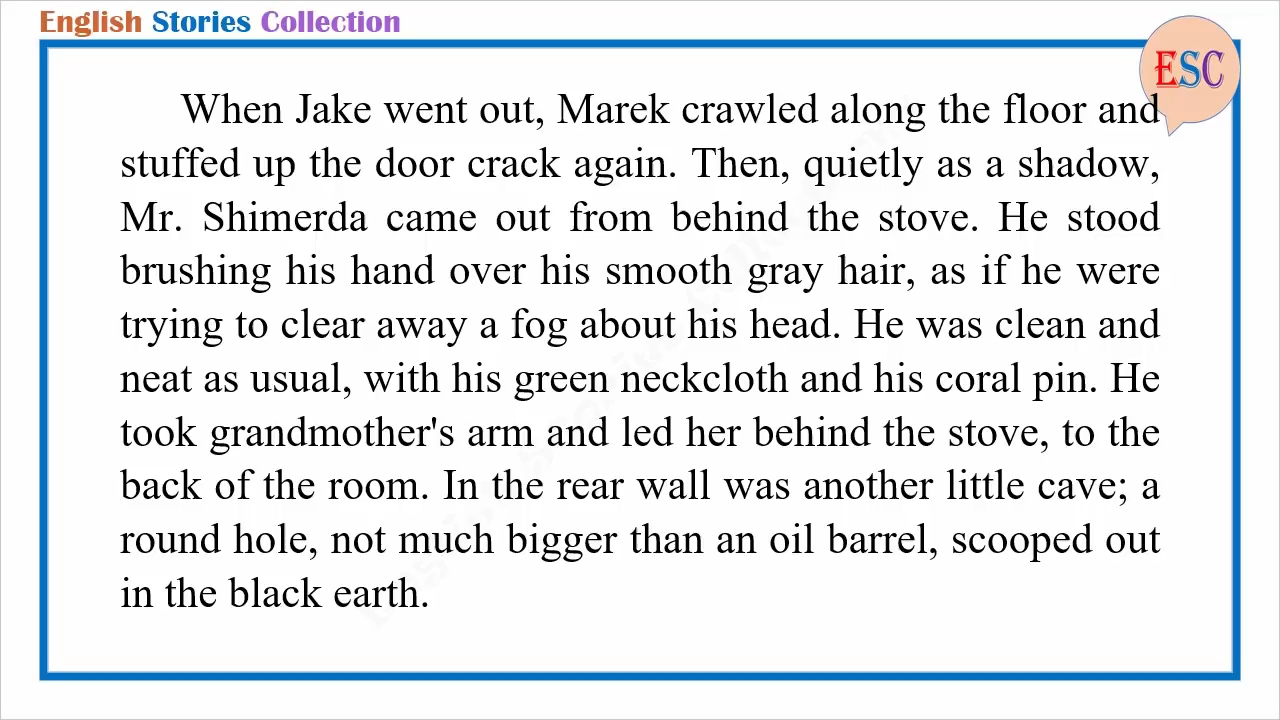 English Stories Collection
ESC
When Jake went out, Marek crawled along the floor and
stuffed up the door crack again. Then, quietly as a shadow,
Mr. Shimerda came out from behind the stove. He stood
brushing his hand over his smooth gray hair, as if he were
trying to clear away a fog about his head. He was clean and
neat as usual, with his green neckcloth and his coral pin. He
took grandmother's arm and led her behind the stove, to the
back of the room. In the rear wall was another little cave; a
round hole, not much bigger than an oil barrel, scooped out
in the black earth.